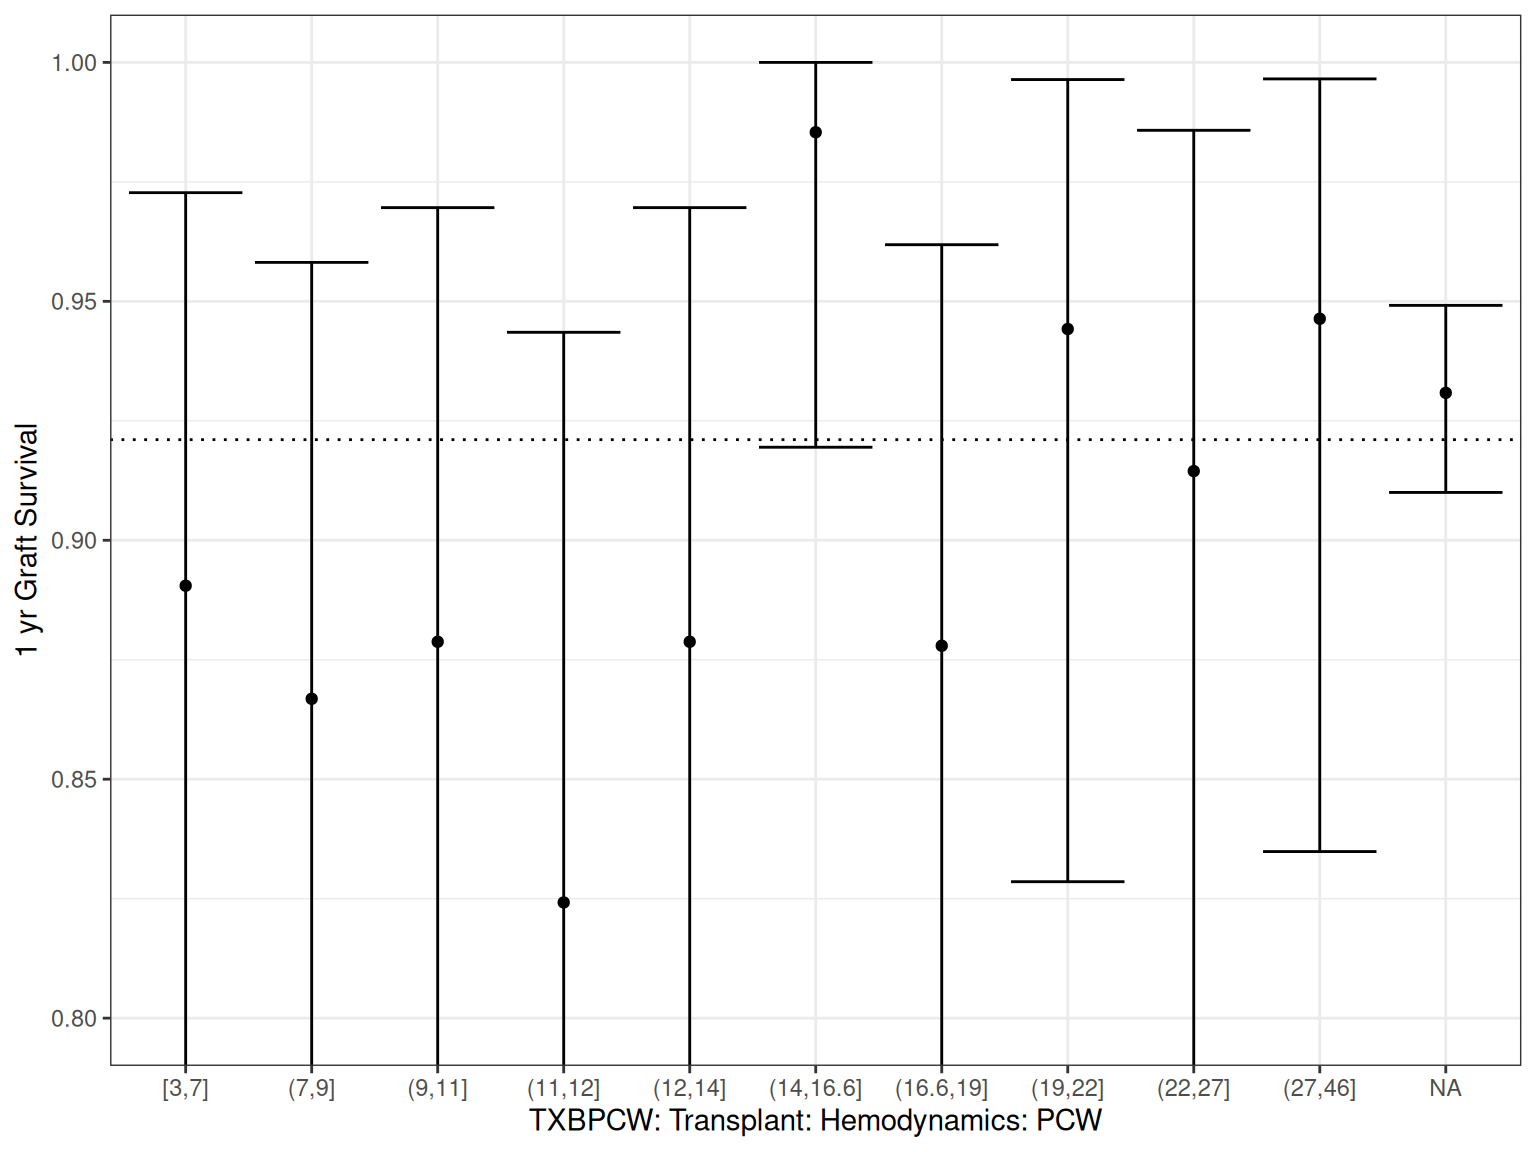 1.00
0.95
0.90
0.85
0.80
1 yr Graft Survival
[3,7] (7,9] (9,11] (11,12] (12,14] (14,16.6] (16.6,19] (19,22] (22,27] (27,46] NA
TXBPCW: Transplant: Hemodynamics: PCW